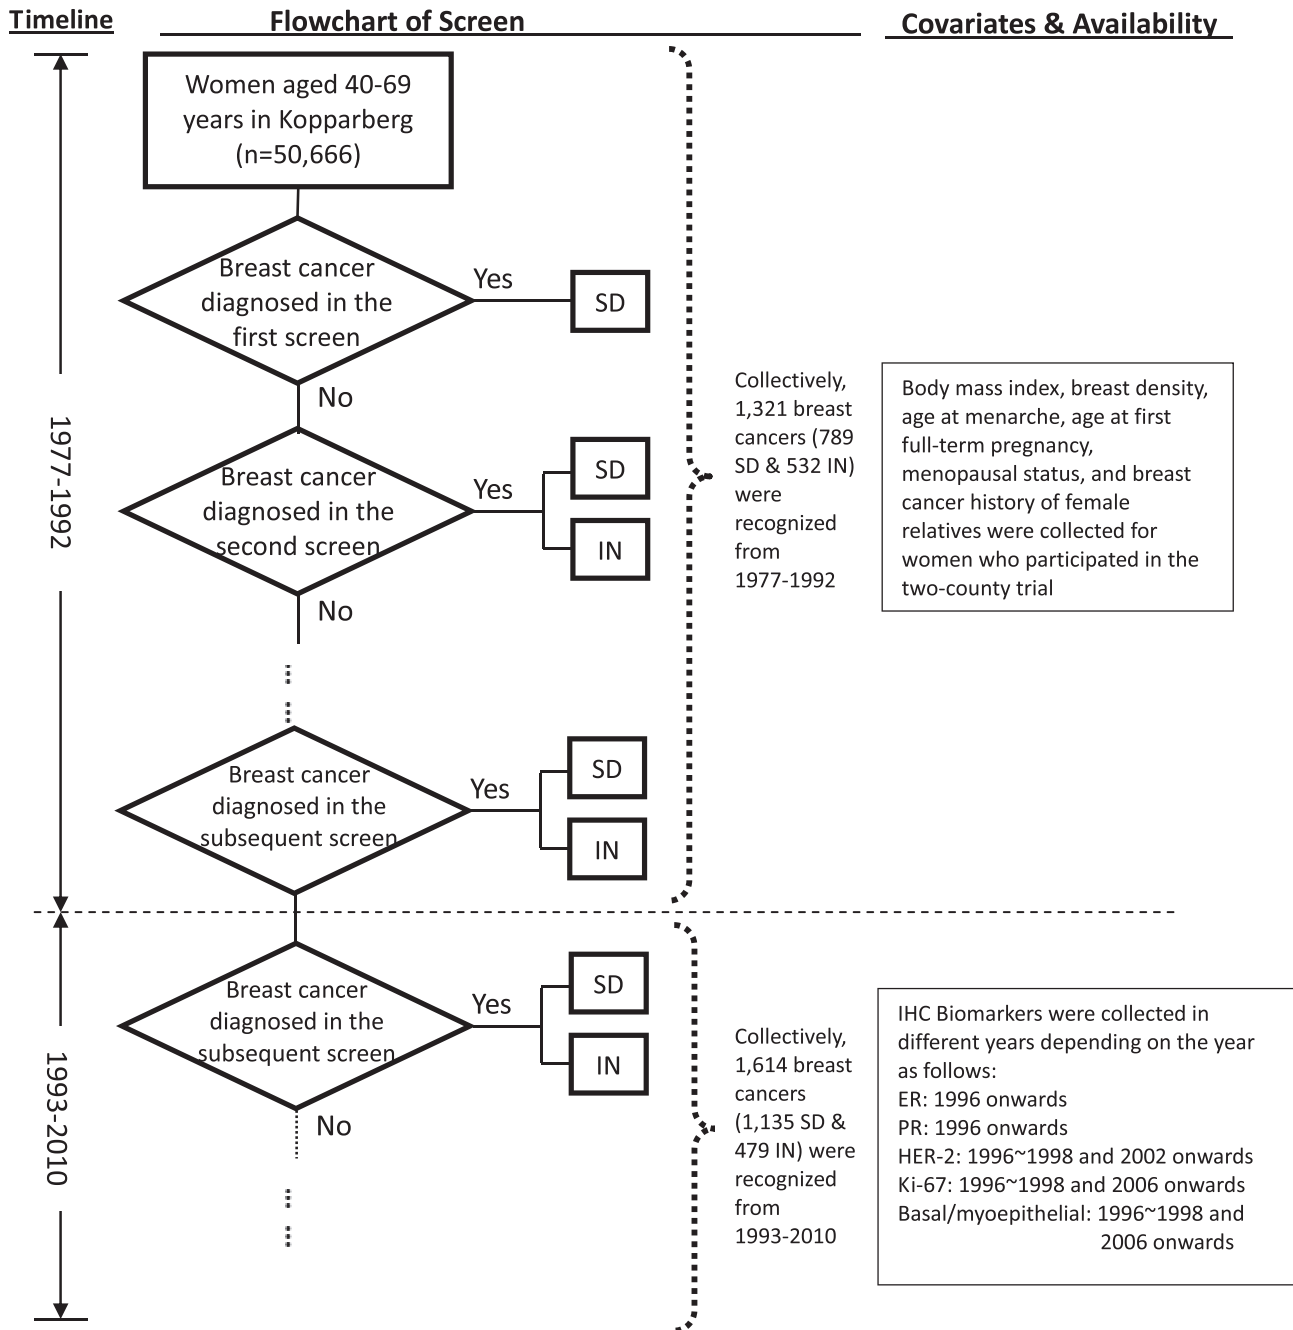 Timeline
Flowchart of Screen
Covariates & Availability
Women aged 40-69
years in Kopparberg
(n=50,666)
Breast cancer
diagnosed in the
first screen
Yes
SD
No
Breast cancer
diagnosed in the
second screen
Yes
SD
IN
No
Breast cancer
diagnosed in the
subsequent screen
Yes
SD
IN
1977-1992
Collectively,
1,321 breast
cancers (789
SD & 532 IN)
were
recognized
from
1977-1992
Body mass index, breast density,
age at menarche, age at first
full-term pregnancy,
menopausal status, and breast
cancer history of female
relatives were collected for
women who participated in the
two-county trial
Breast cancer
diagnosed in the
subsequent screen
Yes
SD
IN
No
1993-2010
Collectively,
1,614 breast
cancers
(1,135 SD &
479 IN) were
recognized
from
1993-2010
IHC Biomarkers were collected in
different years depending on the year
as follows:
ER: 1996 onwards
PR: 1996 onwards
HER-2: 1996~1998 and 2002 onwards
Ki-67: 1996~1998 and 2006 onwards
Basal/myoepithelial: 1996~1998 and
2006 onwards